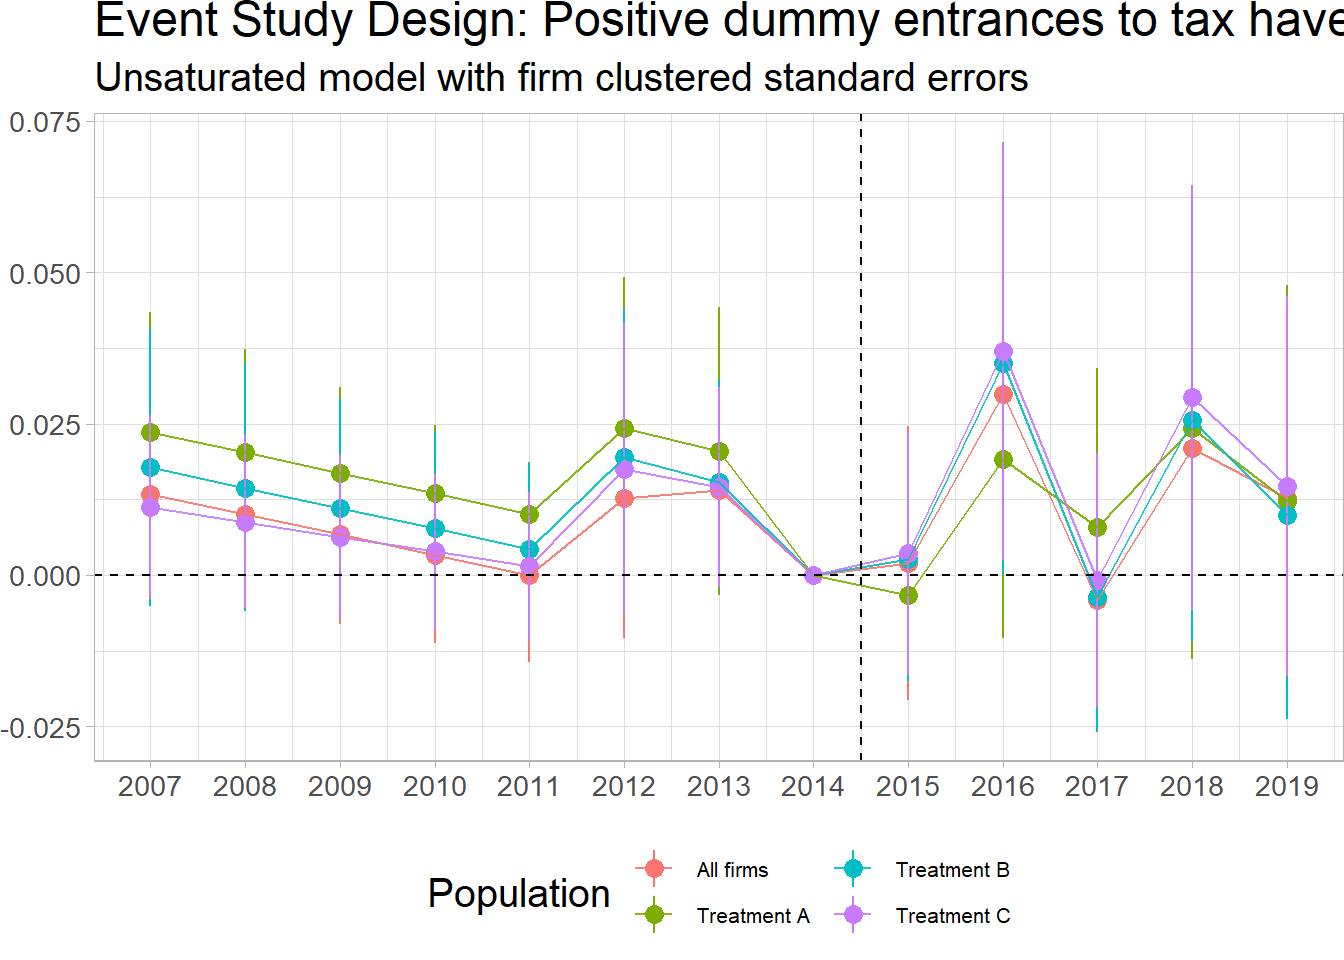 Event Study Design: Positive dummy entrances to tax have
Unsaturated model with firm clustered standard errors
0.075
0.050
0.025
0.000
-0.025
2007 2008 2009 2010 2011 2012 2013 2014 2015 2016 2017 2018 2019
Population
All firms
Treatment A
Treatment B
Treatment C